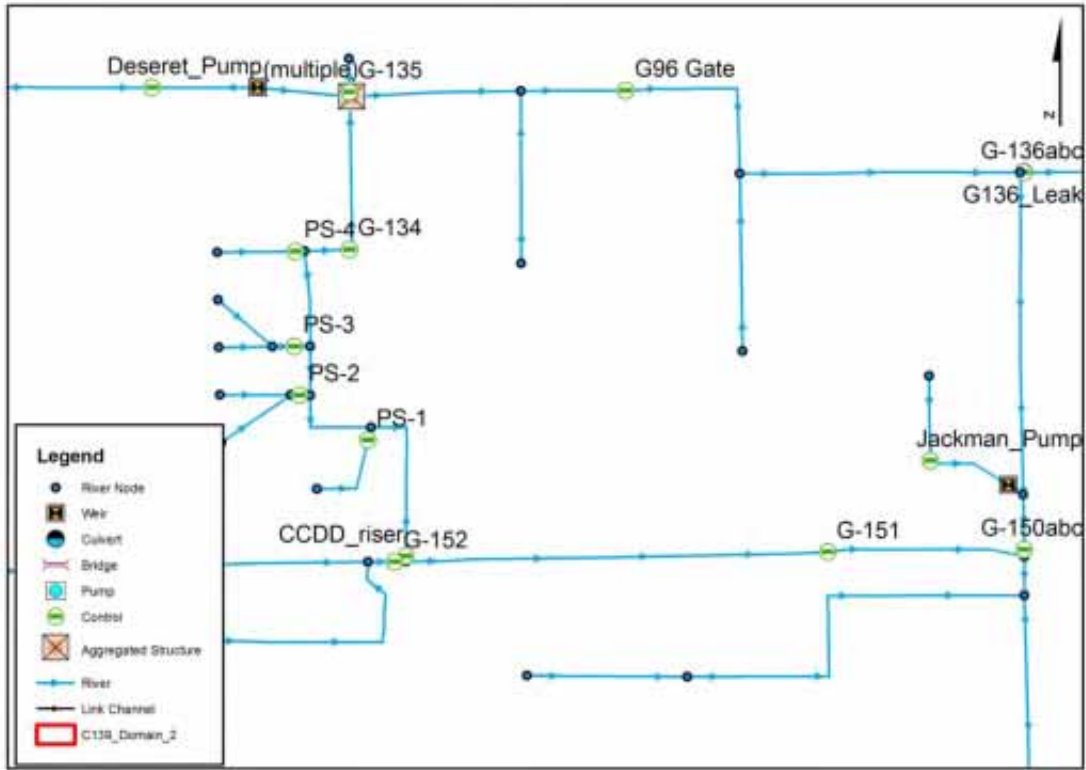 Deseret_Pump(multiple)G-135
G96 Gate
N
G-136abc
G136_Leak
PS-4 G-134
PS-3
PS-2
PS-1
Jackman_Pump
CCDD_riser G-152
G-151
G-150abc
Legend
River Node
Weir
Culvert
Bridge
Pump
Control
Aggregated Structure
River
Link Channel
C139_Domain_2